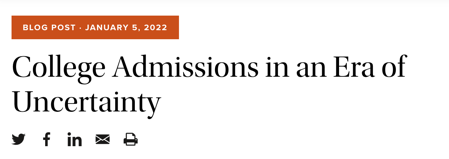 BLOG POST · JANUARY 5, 2022
College Admissions in an Era of
Uncertainty